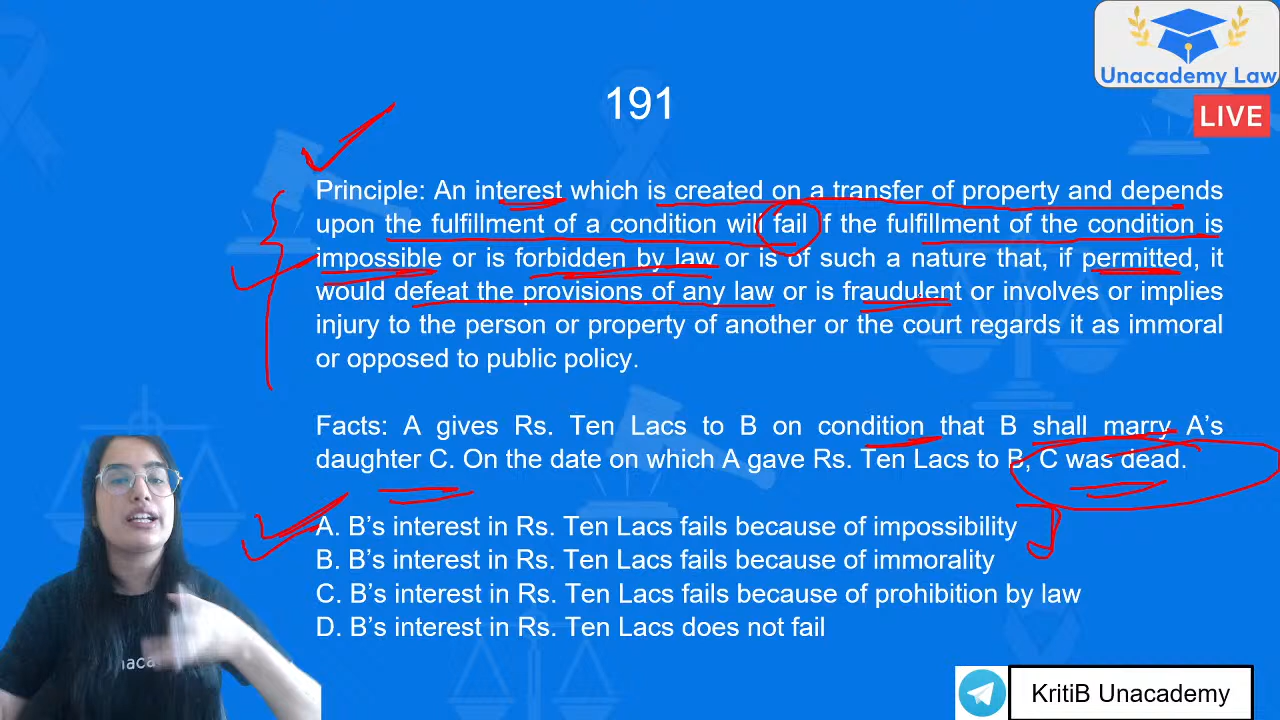 Unacademy Law
LIVE
191
Principle: An interest which is created on a transfer of property and depends
upon the fulfillment of a condition will fail if the fulfillment of the condition is
impossible or is forbidden by law or is of such a nature that, if permitted, it
would defeat the provisions of any law or is fraudulent or involves or implies
injury to the person or property of another or the court regards it as immoral
or opposed to public policy.
Facts: A gives Rs. Ten Lacs to B on condition that B shall marry A's
daughter C. On the date on which A gave Rs. Ten Lacs to B, C was dead.
A. B's interest in Rs. Ten Lacs fails because of impossibility
B. B's interest in Rs. Ten Lacs fails because of immorality
C. B's interest in Rs. Ten Lacs fails because of prohibition by law
D. B's interest in Rs. Ten Lacs does not fail
KritiB Unacademy